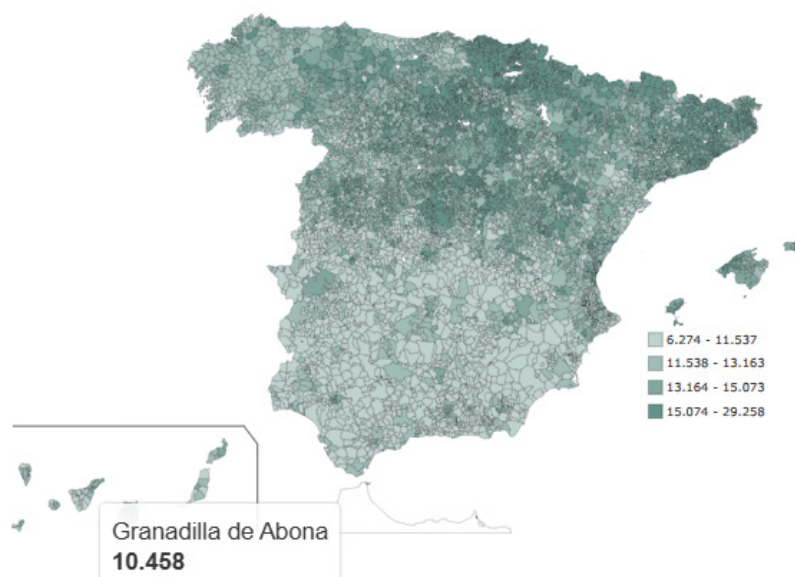 6.274 - 11.537
11.538 - 13.163
13.164 - 15.073
15.074 - 29.258
Granadilla de Abona
10.458